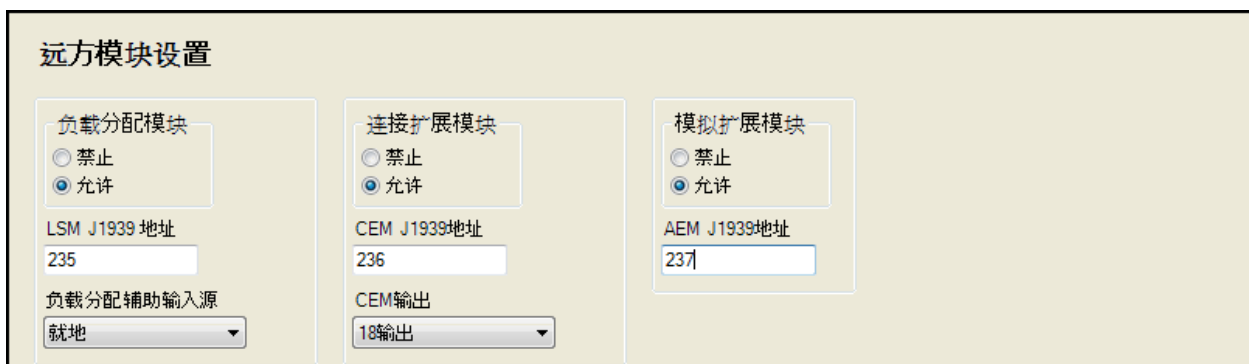 远方模块设置
负载分配模块
禁止
允许
LSM J1939 地址
235
负载分配辅助输入源
就地
连接扩展模块
禁止
允许
CEM J1939地址
236
CEM输出
18输出
模拟扩展模块
禁止
允许
AEM J1939地址
237